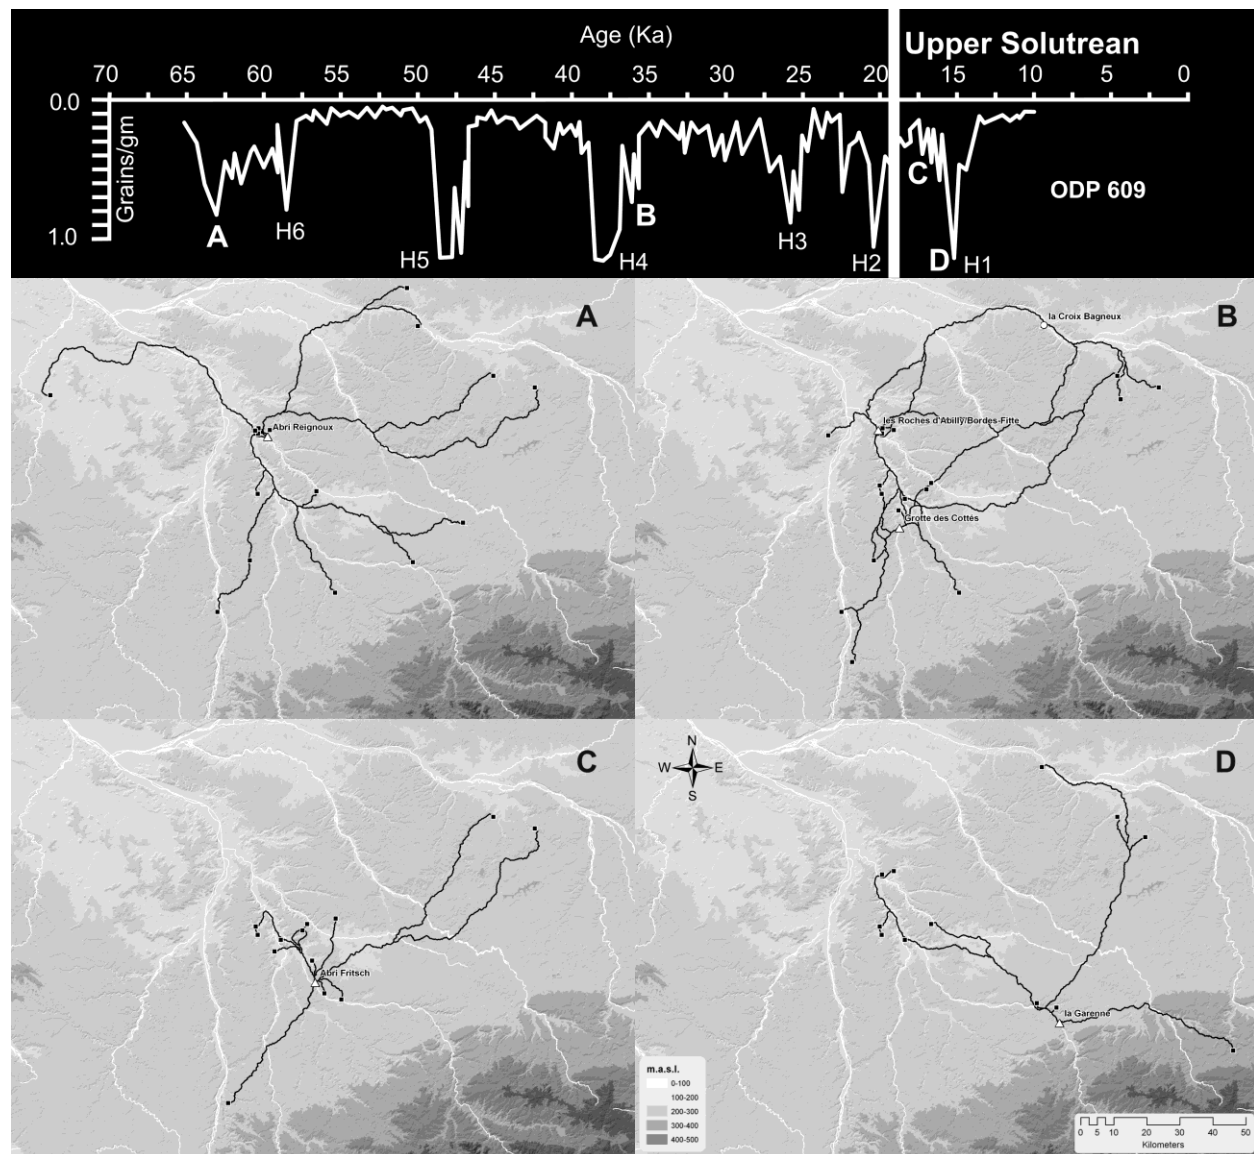 Age (Ka)
Upper Solutrean
70 65 60 55 50 45 40 35 30 25 20 15 10 5 0
0.0
Grains/gm
1.0
A
H6
H5
H4
B
H3
H2
C
D
H1
ODP 609
A
Abri Reignoux
B
la Croix Bagneux
les Roches d'Abilly/Bordes-Fitte
Grotte des Cottés
C
Abri Fritsch
N
W E
S
D
la Garenne
m.a.s.l.
0-100
100-200
200-300
300-400
400-500
0 5 10 20 30 40 50
Kilometers